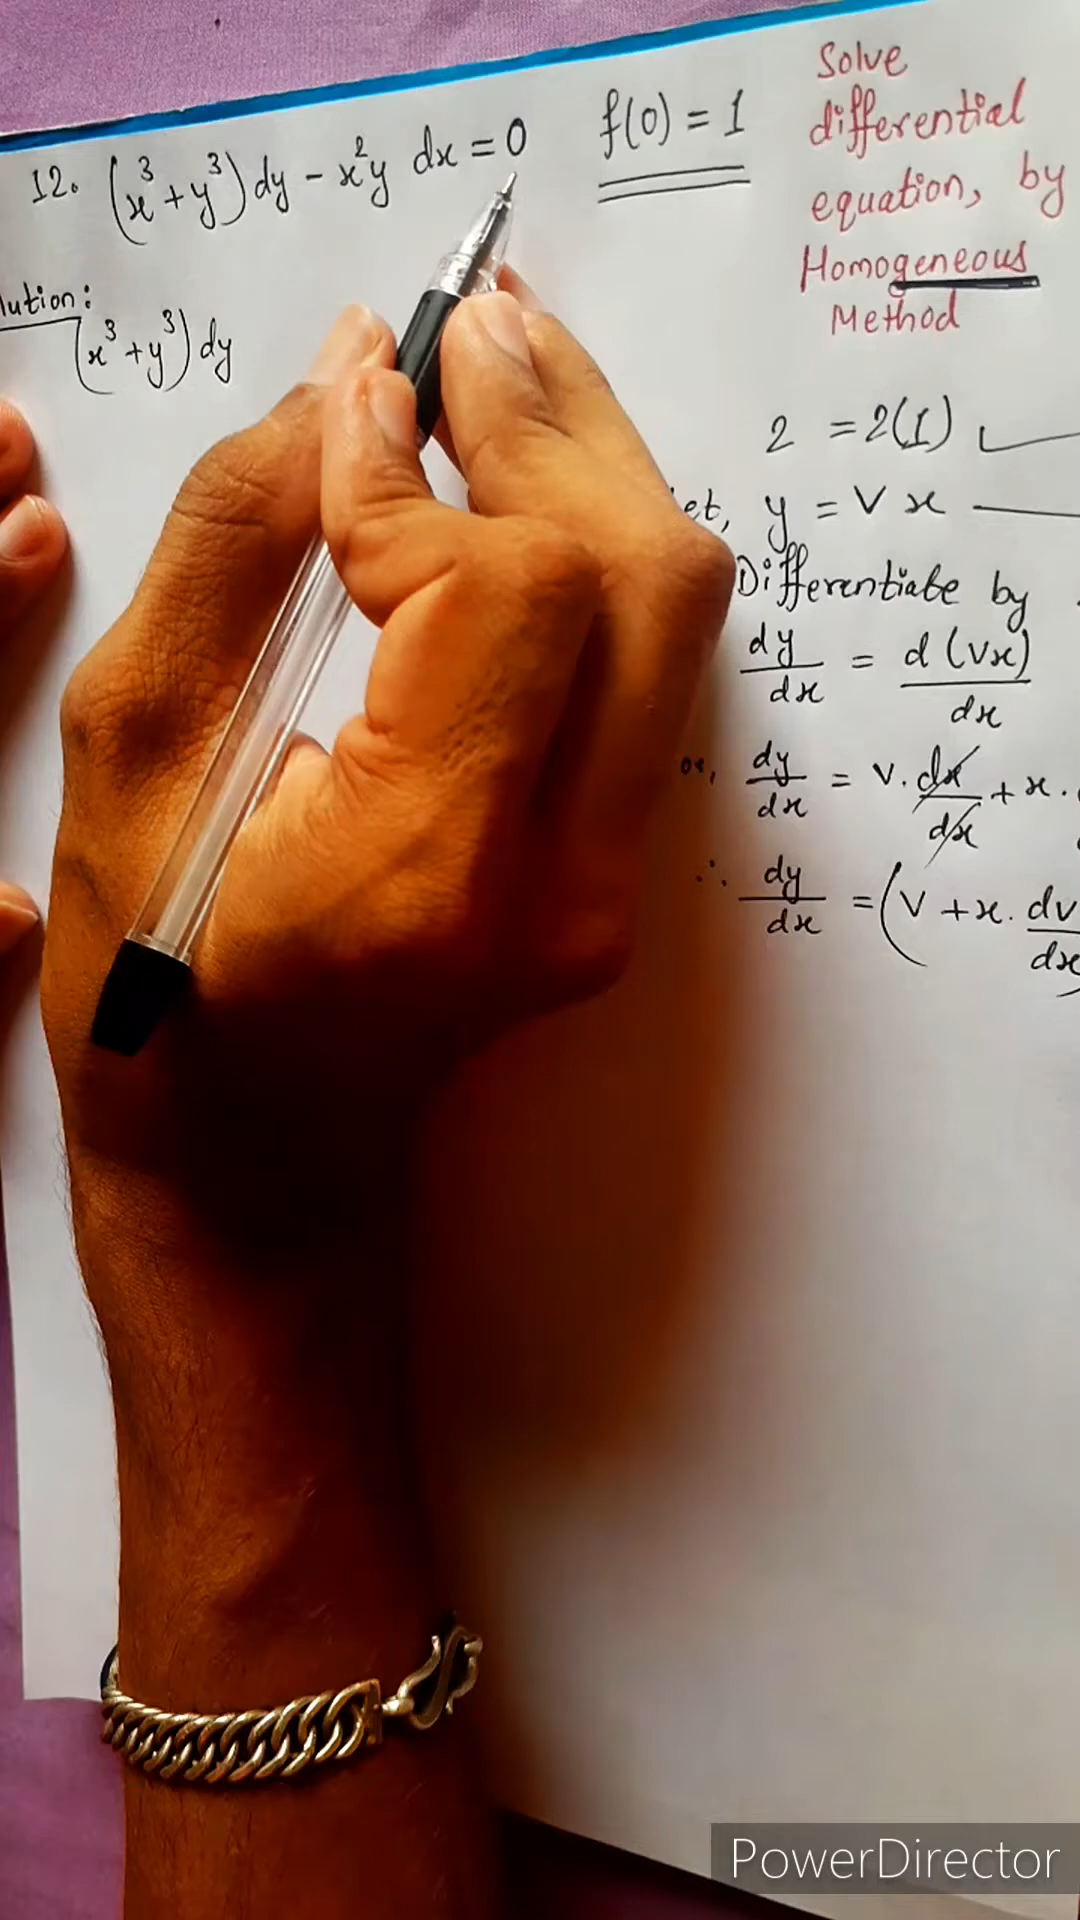 12. (x³+y³)dy - x²y dx = 0
f(0) = 1
lution:
(x³+y³)dy
Solve
differential
equation, by
Homogeneous
Method
2 = 2(1)
et, y = vx
Differentiate by
dy/dx = d(vx)/dx
or, dy/dx = v.dx/dx + x.
∴ dy/dx = (v + x.dv/dx
PowerDirector